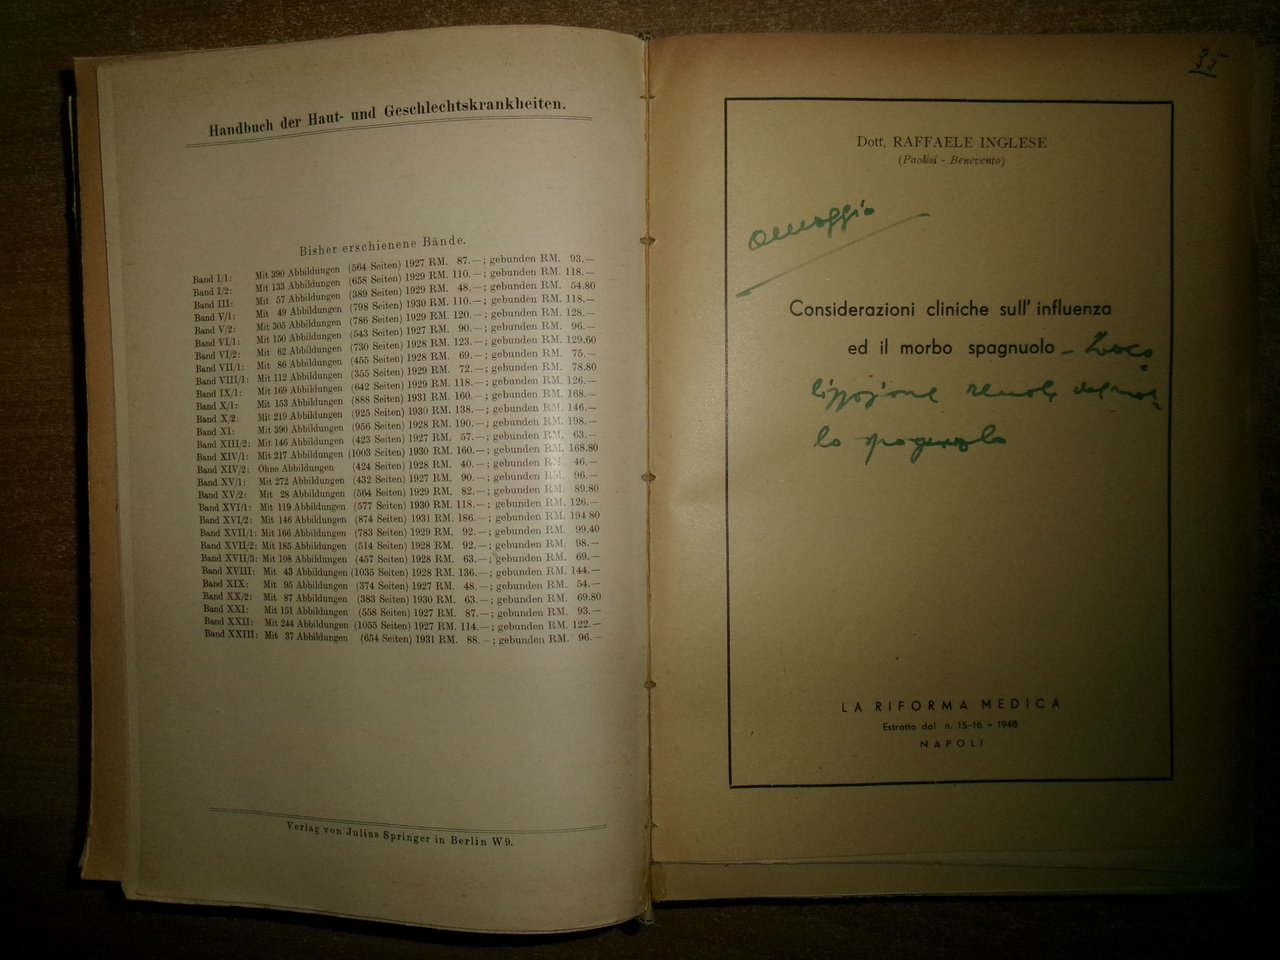 Handbuch der Haut- und Geschlechtskrankheiten.
Bisher erschienene Bände.
Band I/1: Mit 390 Abbildungen (564 Seiten) 1927 RM. 87.—; gebunden RM. 93.—
Band I/2: Mit 133 Abbildungen (658 Seiten) 1929 RM. 110.—; gebunden RM. 118.—
Band III: Mit 57 Abbildungen (389 Seiten) 1929 RM. 48.—; gebunden RM. 54.80
Band V/1: Mit 49 Abbildungen (798 Seiten) 1930 RM. 110.—; gebunden RM. 118.—
Band V/2: Mit 305 Abbildungen (786 Seiten) 1929 RM. 120.—; gebunden RM. 128.—
Band VI/1: Mit 150 Abbildungen (543 Seiten) 1927 RM. 90.—; gebunden RM. 96.—
Band VI/2: Mit 62 Abbildungen (730 Seiten) 1928 RM. 123.—; gebunden RM. 129.60
Band VII/1: Mit 86 Abbildungen (455 Seiten) 1928 RM. 69.—; gebunden RM. 75.—
Band VIII/1: Mit 112 Abbildungen (355 Seiten) 1929 RM. 72.—; gebunden RM. 78.80
Band IX/1: Mit 169 Abbildungen (642 Seiten) 1929 RM. 118.—; gebunden RM. 126.—
Band X/1: Mit 153 Abbildungen (888 Seiten) 1931 RM. 160.—; gebunden RM. 168.—
Band X/2: Mit 219 Abbildungen (925 Seiten) 1930 RM. 138.—; gebunden RM. 146.—
Band XI: Mit 390 Abbildungen (956 Seiten) 1928 RM. 190.—; gebunden RM. 198.—
Band XIII/2: Mit 146 Abbildungen (423 Seiten) 1927 RM. 57.—; gebunden RM. 63.—
Band XIV/1: Mit 217 Abbildungen (1003 Seiten) 1930 RM. 160.—; gebunden RM. 168.80
Band XIV/2: Ohne Abbildungen (424 Seiten) 1928 RM. 40.—; gebunden RM. 46.—
Band XV/1: Mit 272 Abbildungen (432 Seiten) 1927 RM. 90.—; gebunden RM. 96.—
Band XV/2: Mit 28 Abbildungen (564 Seiten) 1929 RM. 82.—; gebunden RM. 89.80
Band XVI/1: Mit 119 Abbildungen (577 Seiten) 1930 RM. 118.—; gebunden RM. 126.—
Band XVI/2: Mit 146 Abbildungen (874 Seiten) 1931 RM. 186.—; gebunden RM. 194 80
Band XVII/1: Mit 166 Abbildungen (783 Seiten) 1929 RM. 92.—; gebunden RM. 99.40
Band XVII/2: Mit 185 Abbildungen (514 Seiten) 1928 RM. 92.—; gebunden RM. 98.—
Band XVII/3: Mit 108 Abbildungen (457 Seiten) 1928 RM. 63.—; gebunden RM. 69.—
Band XVIII: Mit 43 Abbildungen (1035 Seiten) 1928 RM. 136.—; gebunden RM. 144.—
Band XIX: Mit 95 Abbildungen (374 Seiten) 1927 RM. 48.—; gebunden RM. 54.—
Band XX/2: Mit 87 Abbildungen (383 Seiten) 1930 RM. 63.—; gebunden RM. 69.80
Band XXI: Mit 151 Abbildungen (558 Seiten) 1927 RM. 87.—; gebunden RM. 93.—
Band XXII: Mit 244 Abbildungen (1055 Seiten) 1927 RM. 114.—; gebunden RM. 122.—
Band XXIII: Mit 37 Abbildungen (654 Seiten) 1931 RM. 88.—; gebunden RM. 96.—
Verlag von Julius Springer in Berlin W 9.
35
Dott. RAFFAELE INGLESE
(Paolisi - Benevento)
omaggio
Considerazioni cliniche sull' influenza
ed il morbo spagnuolo - Loca
lizzazione renale
spagnuolo
LA RIFORMA MEDICA
Estratto dal n. 15-16 - 1948
NAPOLI